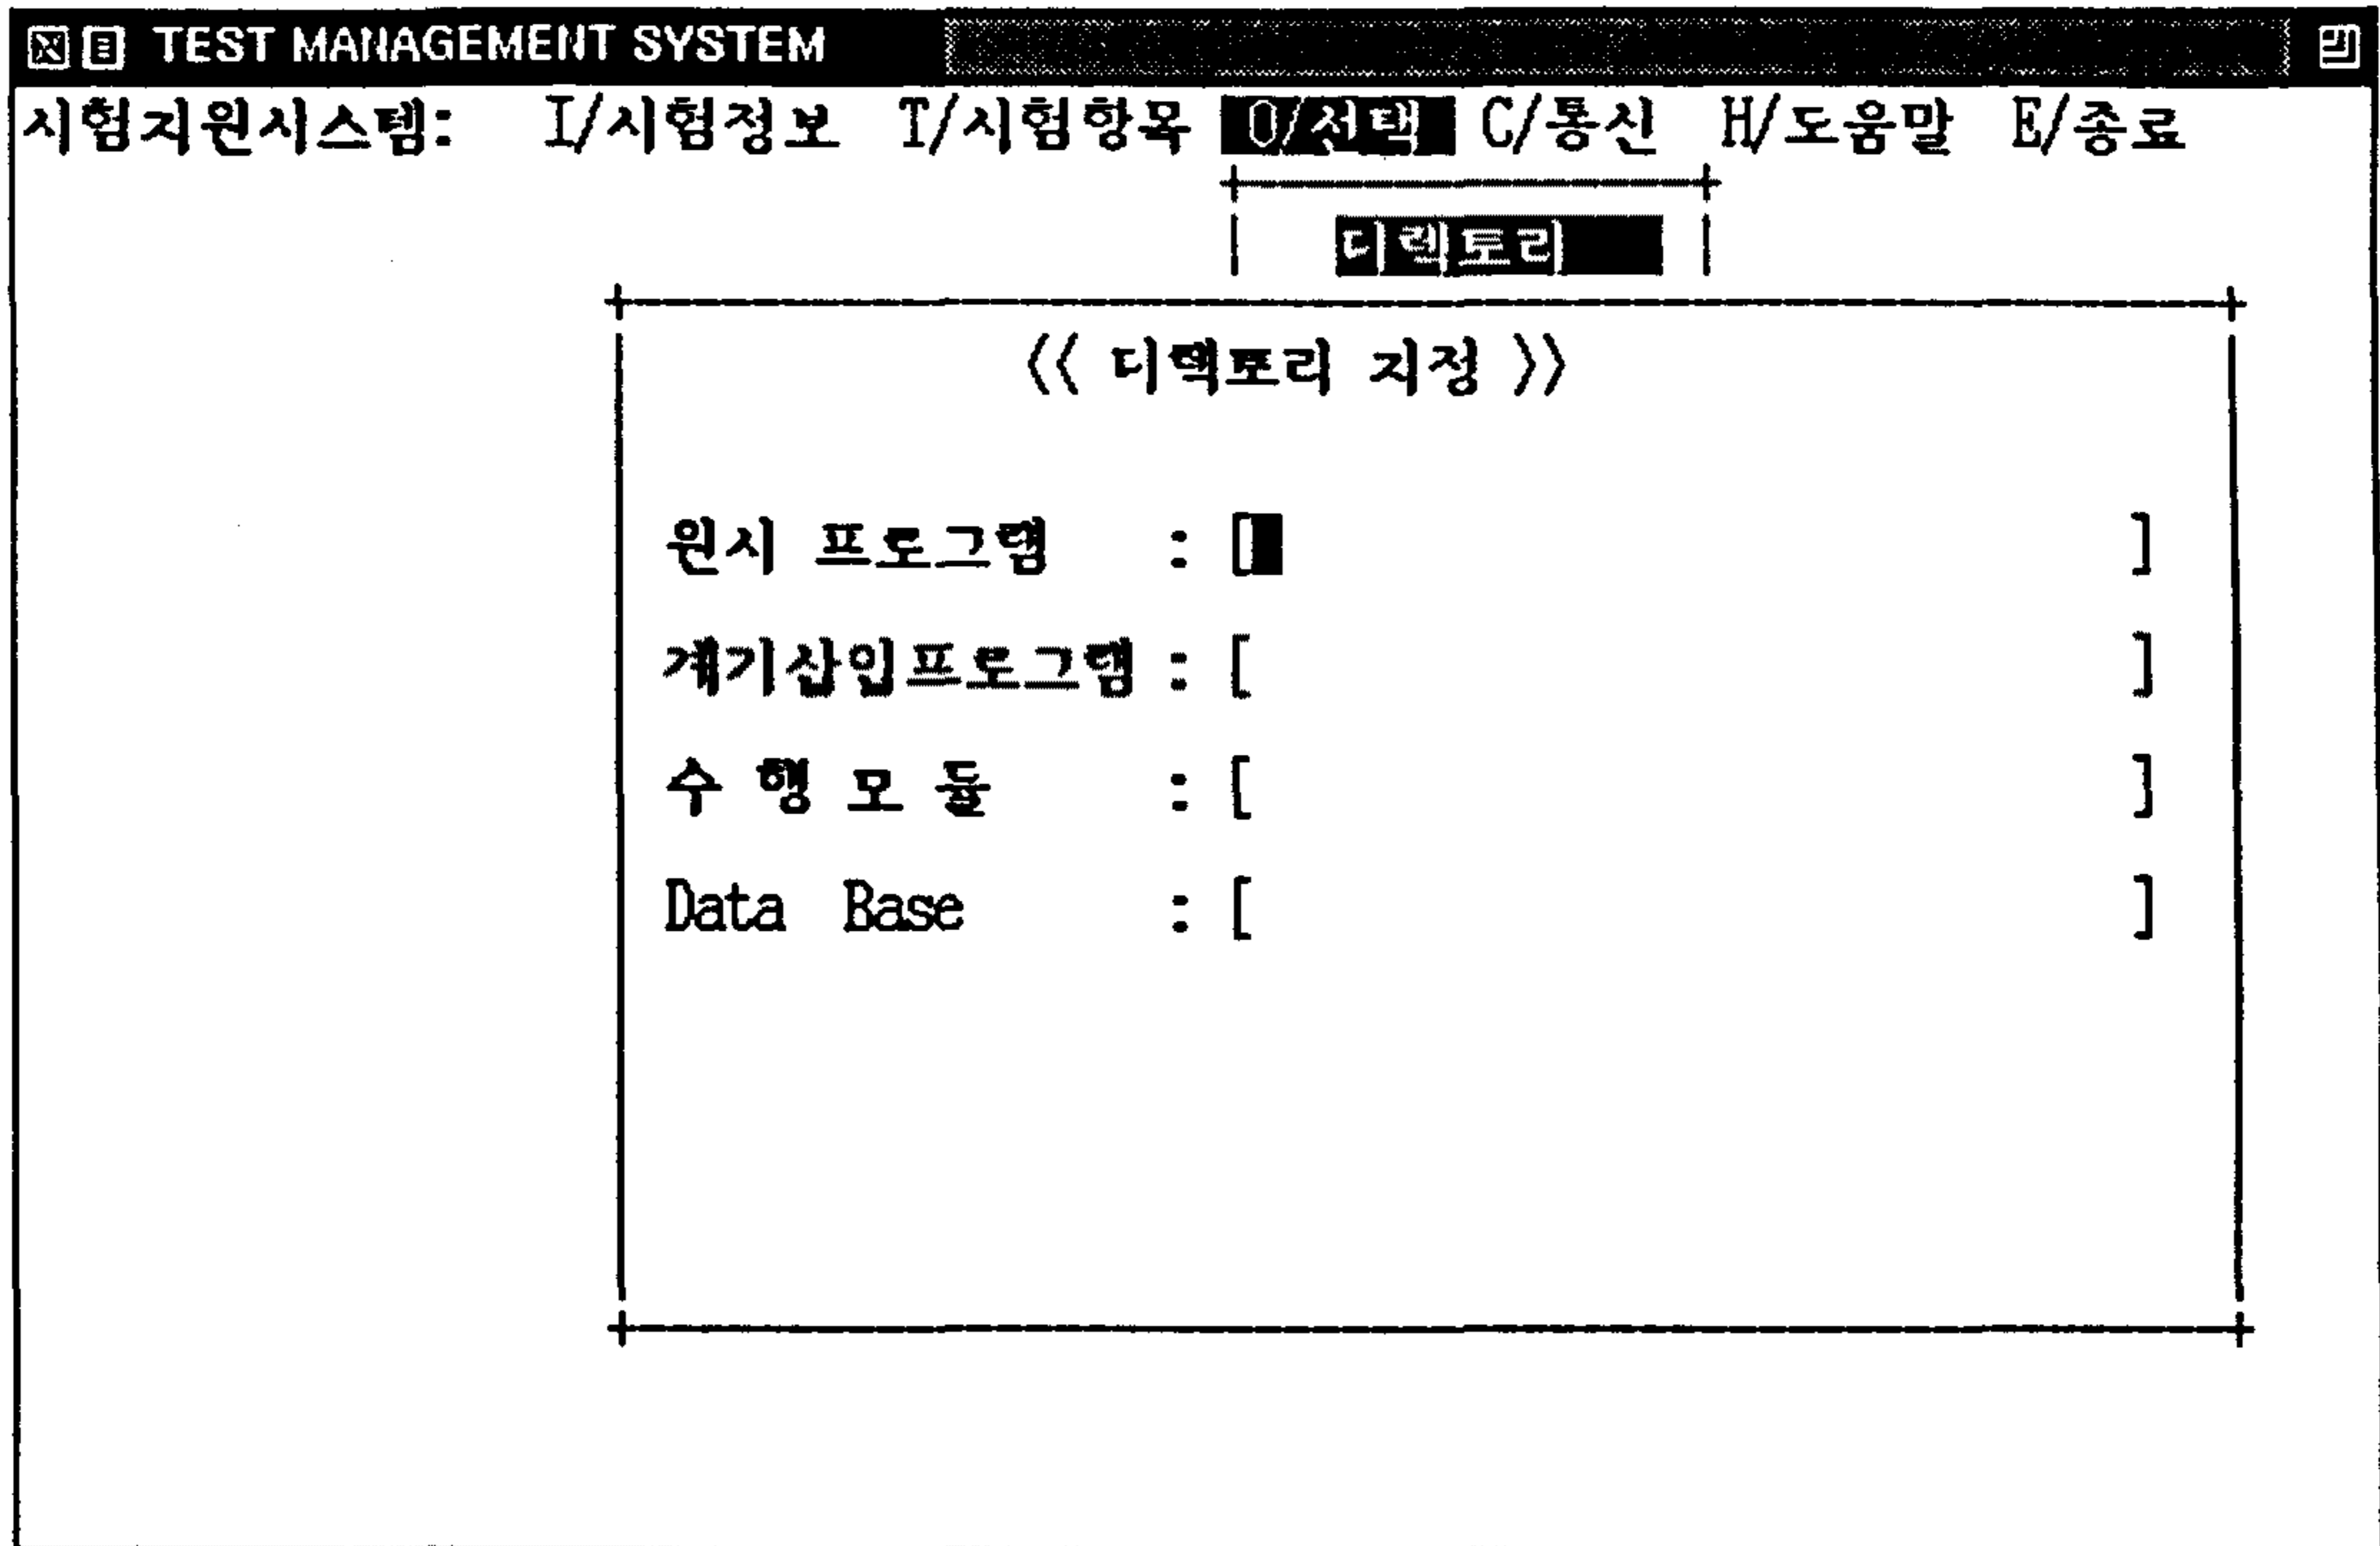 TEST MANAGEMENT SYSTEM
시험지원시스템: I/시험정보 T/시험항목 O/선택 C/통신 H/도움말 E/종료
디렉토리
<< 디렉토리 지정 >>
원시 프로그램 : [ ]
계기삽입프로그램 : [ ]
수 행 모 듈 : [ ]
Data Base : [ ]